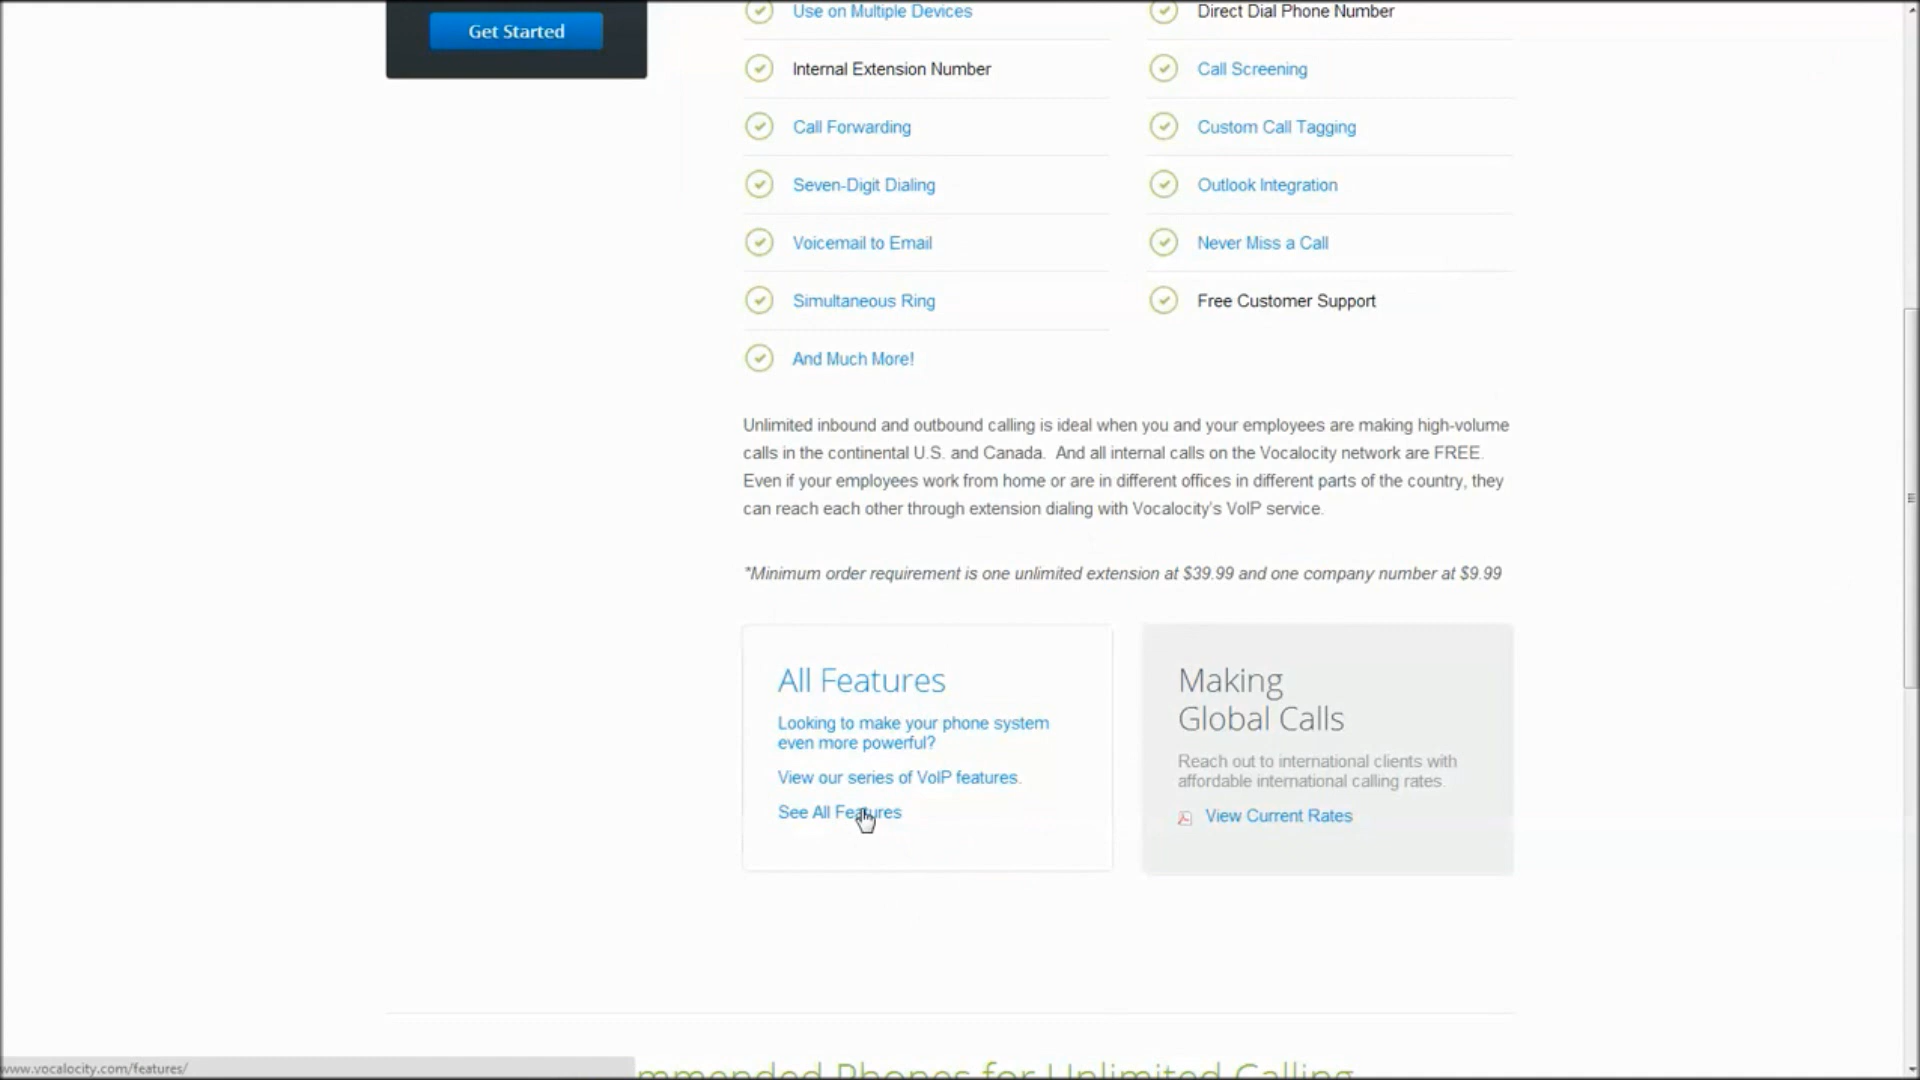 Get Started
Use on Multiple Devices
Direct Dial Phone Number
Internal Extension Number
Call Screening
Call Forwarding
Custom Call Tagging
Seven-Digit Dialing
Outlook Integration
Voicemail to Email
Never Miss a Call
Simultaneous Ring
Free Customer Support
And Much More!
Unlimited inbound and outbound calling is ideal when you and your employees are making high-volume
calls in the continental U.S. and Canada.  And all internal calls on the Vocalocity network are FREE.
Even if your employees work from home or are in different offices in different parts of the country, they
can reach each other through extension dialing with Vocalocity's VoIP service.
*Minimum order requirement is one unlimited extension at $39.99 and one company number at $9.99
All Features
Looking to make your phone system
even more powerful?
View our series of VoIP features.
See All Features
Making
Global Calls
Reach out to international clients with
affordable international calling rates.
View Current Rates
www.vocalocity.com/features/
mmended Phones for Unlimited Calling